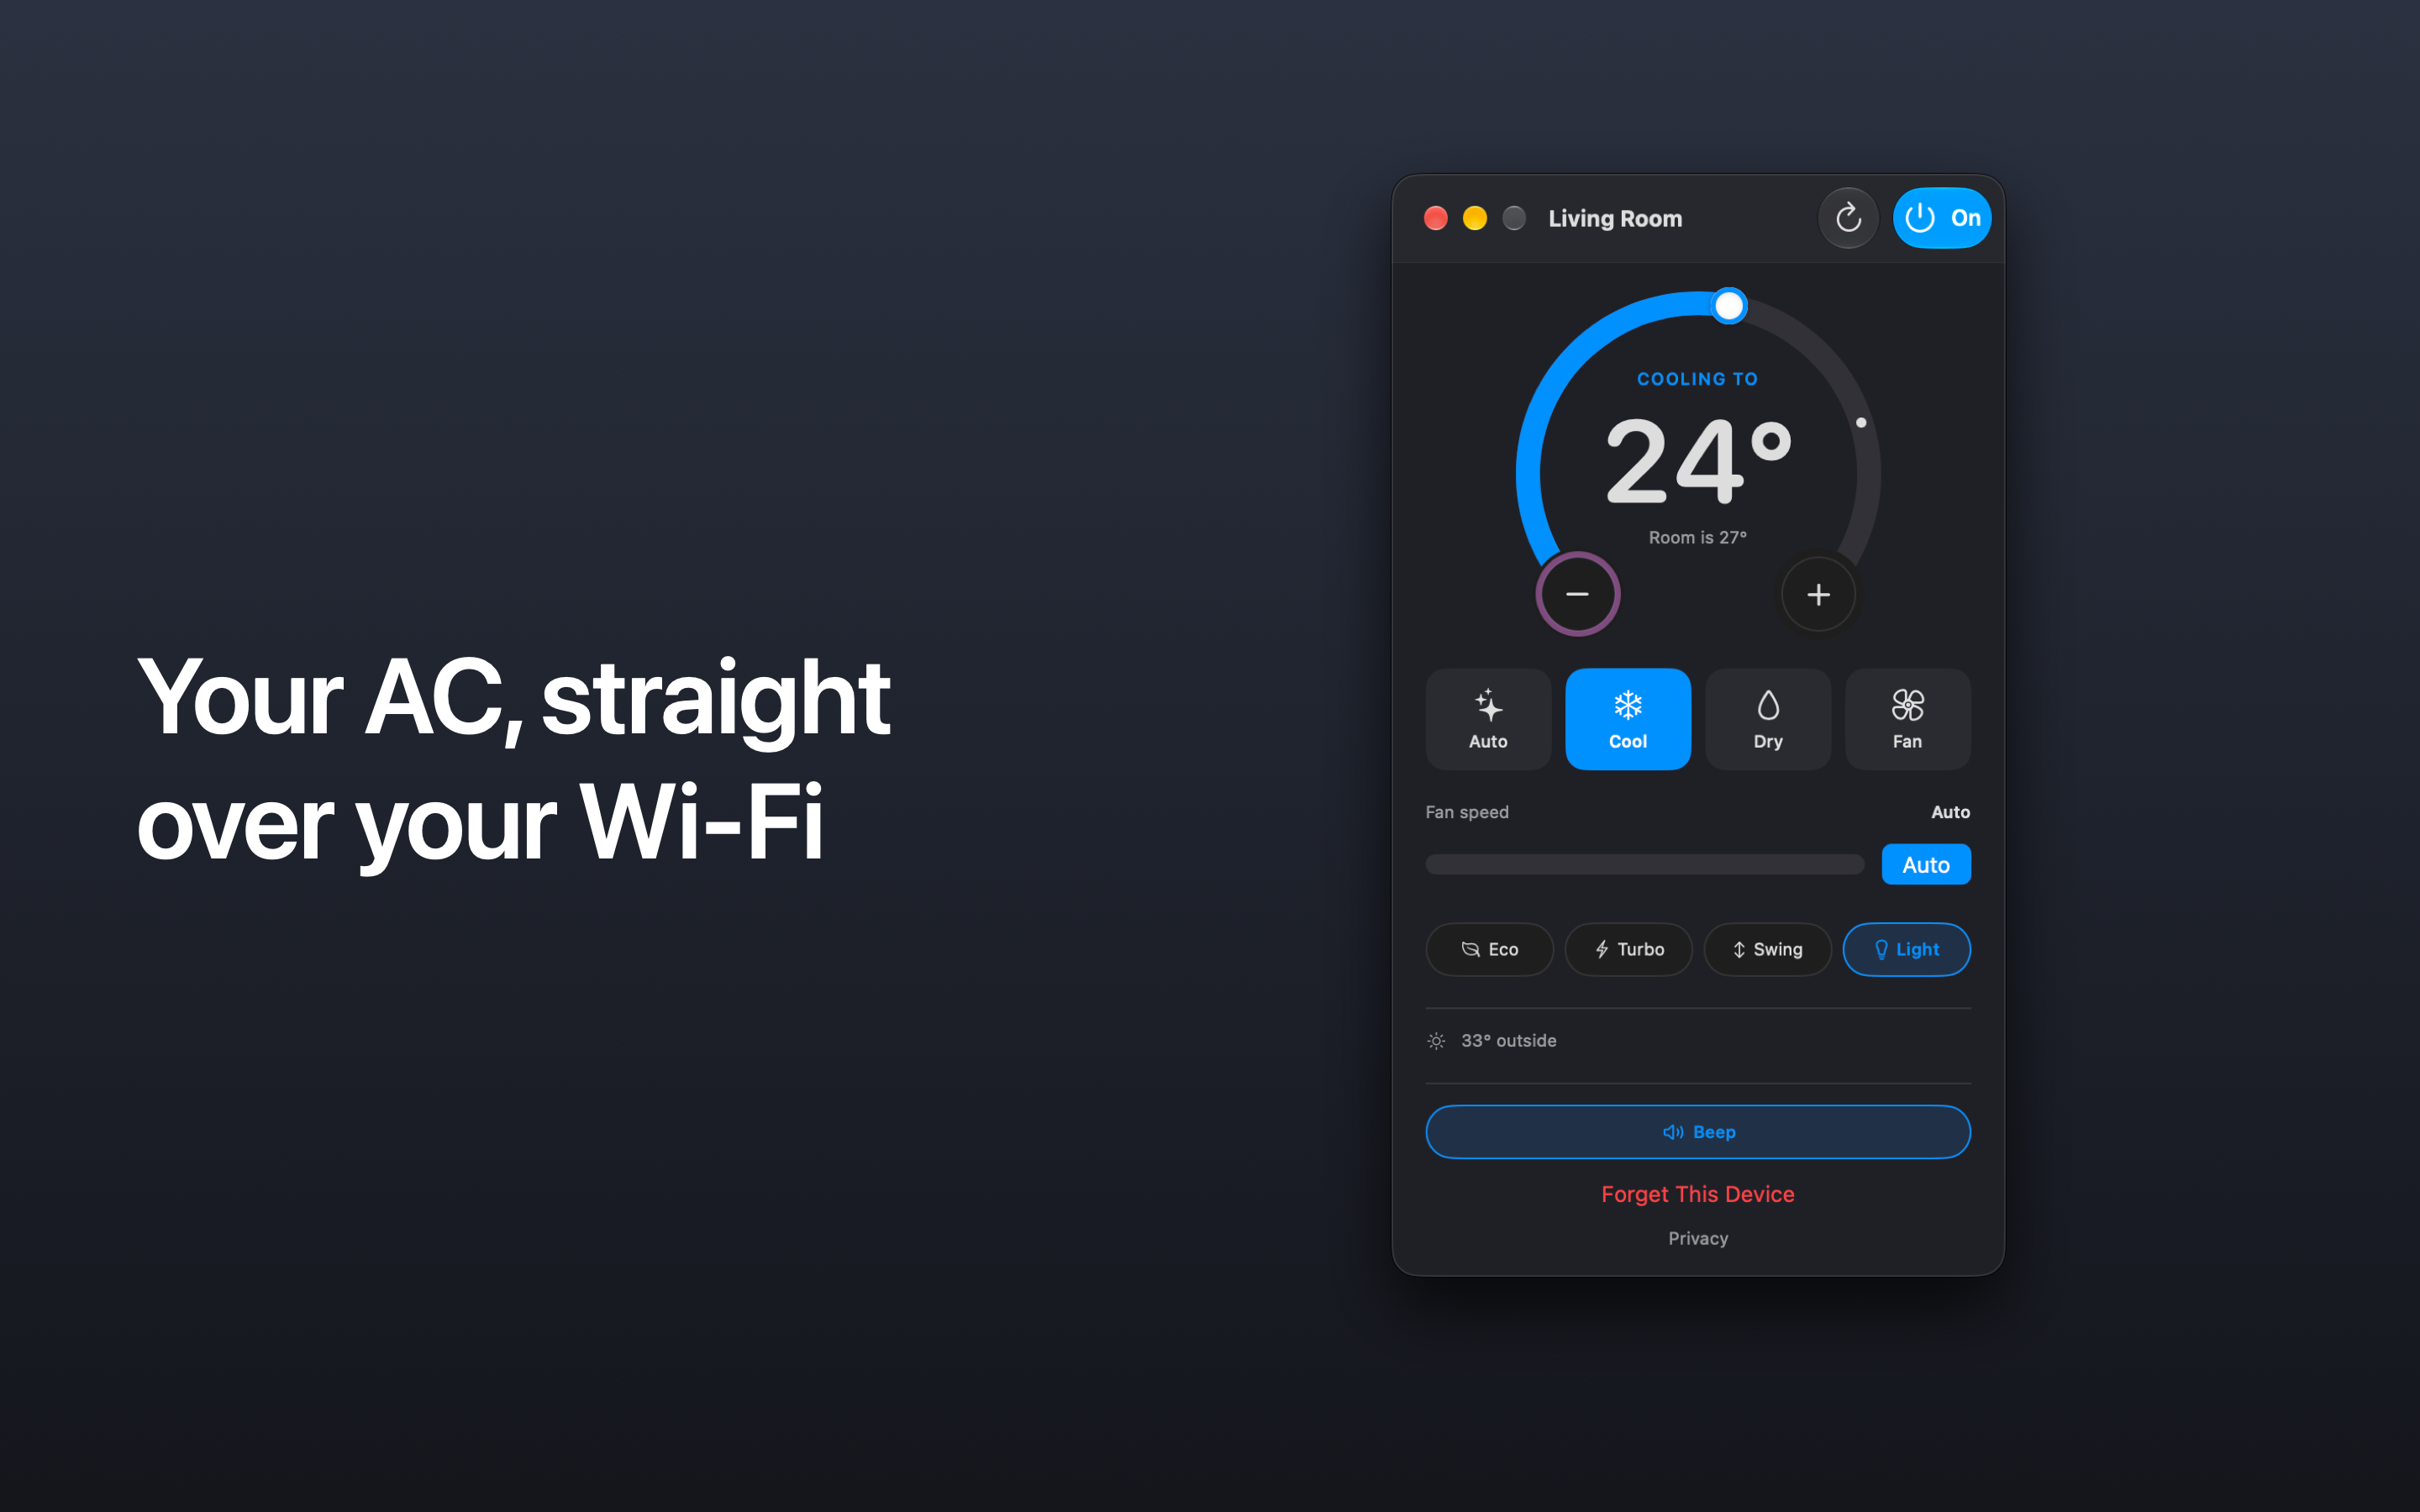 Your AC, straight
over your Wi-Fi
Living Room
On
COOLING TO
24°
Room is 27°
Auto
Cool
Dry
Fan
Fan speed
Auto
Auto
Eco
Turbo
Swing
Light
33° outside
Beep
Forget This Device
Privacy